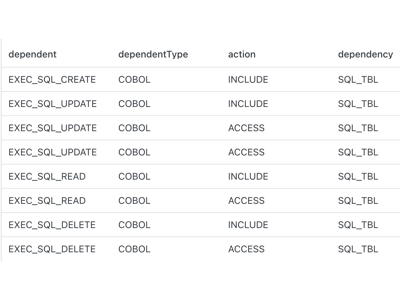 dependent dependentType action dependency
EXEC_SQL_CREATE COBOL INCLUDE SQL_TBL
EXEC_SQL_UPDATE COBOL INCLUDE SQL_TBL
EXEC_SQL_UPDATE COBOL ACCESS SQL_TBL
EXEC_SQL_UPDATE COBOL ACCESS SQL_TBL
EXEC_SQL_READ COBOL INCLUDE SQL_TBL
EXEC_SQL_READ COBOL ACCESS SQL_TBL
EXEC_SQL_DELETE COBOL INCLUDE SQL_TBL
EXEC_SQL_DELETE COBOL ACCESS SQL_TBL